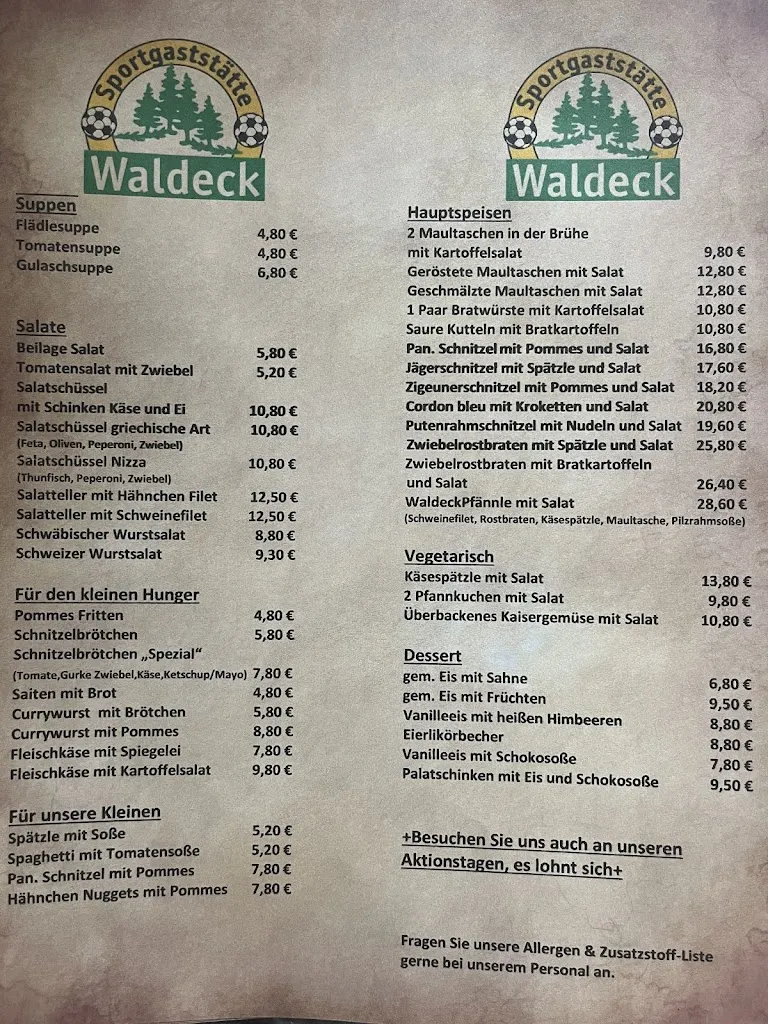 Sportgaststätte
Waldeck
Suppen
Flädlesuppe 4,80 €
Tomatensuppe 4,80 €
Gulaschsuppe 6,80 €
Salate
Beilage Salat 5,80 €
Tomatensalat mit Zwiebel 5,20 €
Salatschüssel
mit Schinken Käse und Ei 10,80 €
Salatschüssel griechische Art 10,80 €
(Feta, Oliven, Peperoni, Zwiebel)
Salatschüssel Nizza 10,80 €
(Thunfisch, Peperoni, Zwiebel)
Salatteller mit Hähnchen Filet 12,50 €
Salatteller mit Schweinefilet 12,50 €
Schwäbischer Wurstsalat 8,80 €
Schweizer Wurstsalat 9,30 €
Für den kleinen Hunger
Pommes Fritten 4,80 €
Schnitzelbrötchen 5,80 €
Schnitzelbrötchen „Spezial“
(Tomate,Gurke Zwiebel,Käse,Ketschup/Mayo) 7,80 €
Saiten mit Brot 4,80 €
Currywurst mit Brötchen 5,80 €
Currywurst mit Pommes 8,80 €
Fleischkäse mit Spiegelei 7,80 €
Fleischkäse mit Kartoffelsalat 9,80 €
Für unsere Kleinen
Spätzle mit Soße 5,20 €
Spaghetti mit Tomatensoße 5,20 €
Pan. Schnitzel mit Pommes 7,80 €
Hähnchen Nuggets mit Pommes 7,80 €
Sportgaststätte
Waldeck
Hauptspeisen
2 Maultaschen in der Brühe
mit Kartoffelsalat 9,80 €
Geröstete Maultaschen mit Salat 12,80 €
Geschmälzte Maultaschen mit Salat 12,80 €
1 Paar Bratwürste mit Kartoffelsalat 10,80 €
Saure Kutteln mit Bratkartoffeln 10,80 €
Pan. Schnitzel mit Pommes und Salat 16,80 €
Jägerschnitzel mit Spätzle und Salat 17,60 €
Zigeunerschnitzel mit Pommes und Salat 18,20 €
Cordon bleu mit Kroketten und Salat 20,80 €
Putenrahmschnitzel mit Nudeln und Salat 19,60 €
Zwiebelrostbraten mit Spätzle und Salat 25,80 €
Zwiebelrostbraten mit Bratkartoffeln
und Salat 26,40 €
WaldeckPfännle mit Salat 28,60 €
(Schweinefilet, Rostbraten, Käsespätzle, Maultasche, Pilzrahmsoße)
Vegetarisch
Käsespätzle mit Salat 13,80 €
2 Pfannkuchen mit Salat 9,80 €
Überbackenes Kaisergemüse mit Salat 10,80 €
Dessert
gem. Eis mit Sahne 6,80 €
gem. Eis mit Früchten 9,50 €
Vanilleeis mit heißen Himbeeren 8,80 €
Eierlikörbecher 8,80 €
Vanilleeis mit Schokosoße 7,80 €
Palatschinken mit Eis und Schokosoße 9,50 €
+Besuchen Sie uns auch an unseren
Aktionstagen, es lohnt sich+
Fragen Sie unsere Allergen & Zusatzstoff-Liste
gerne bei unserem Personal an.